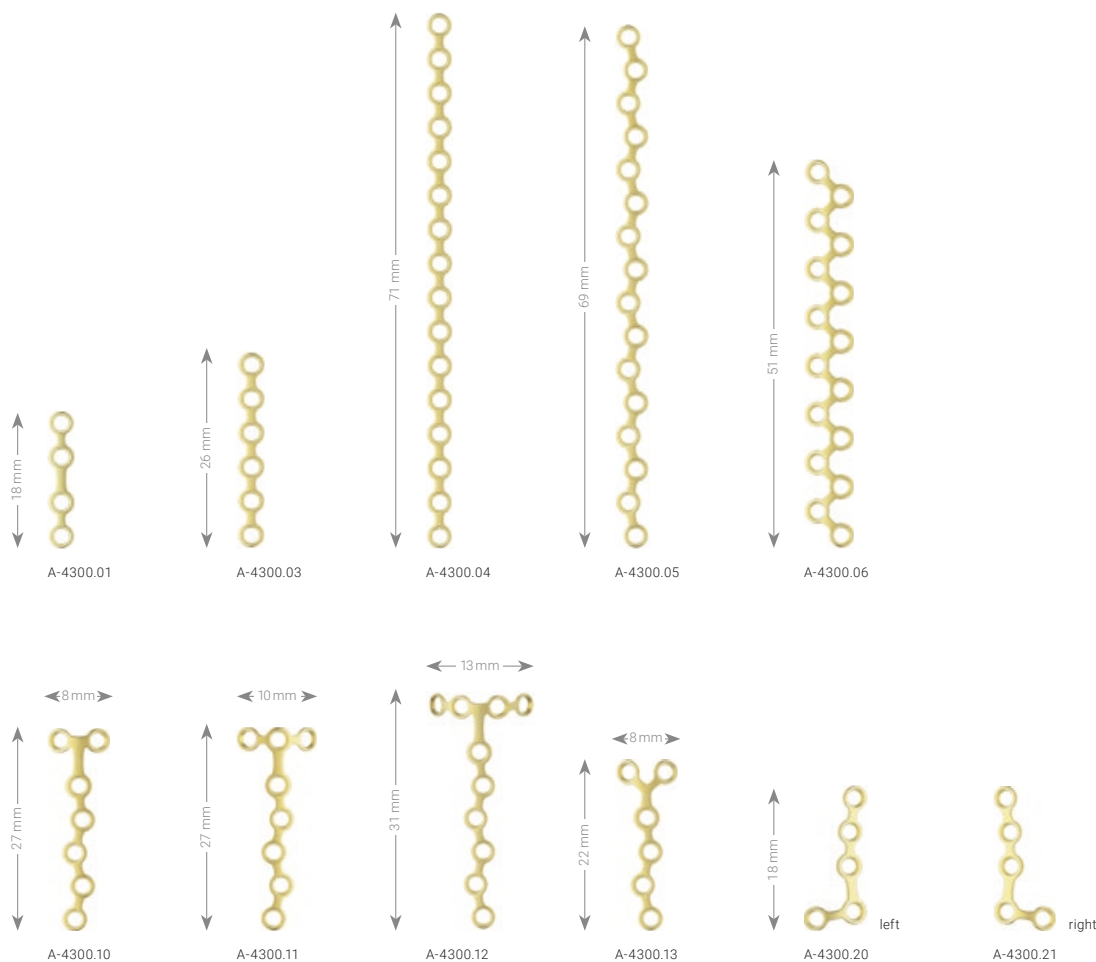 71 mm
69 mm
51 mm
26 mm
18 mm
A-4300.01
A-4300.03
A-4300.04
A-4300.05
A-4300.06
13 mm
8 mm
10 mm
8 mm
27 mm
27 mm
31 mm
22 mm
18 mm
left
right
A-4300.10
A-4300.11
A-4300.12
A-4300.13
A-4300.20
A-4300.21